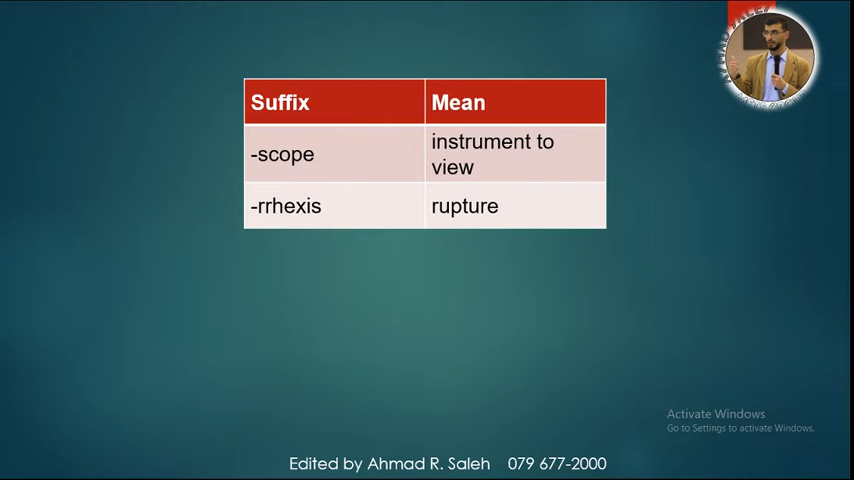 Suffix Mean
-scope instrument to
view
-rrhexis rupture
Activate Windows
Go to Settings to activate Windows.
Edited by Ahmad R. Saleh 079 677-2000